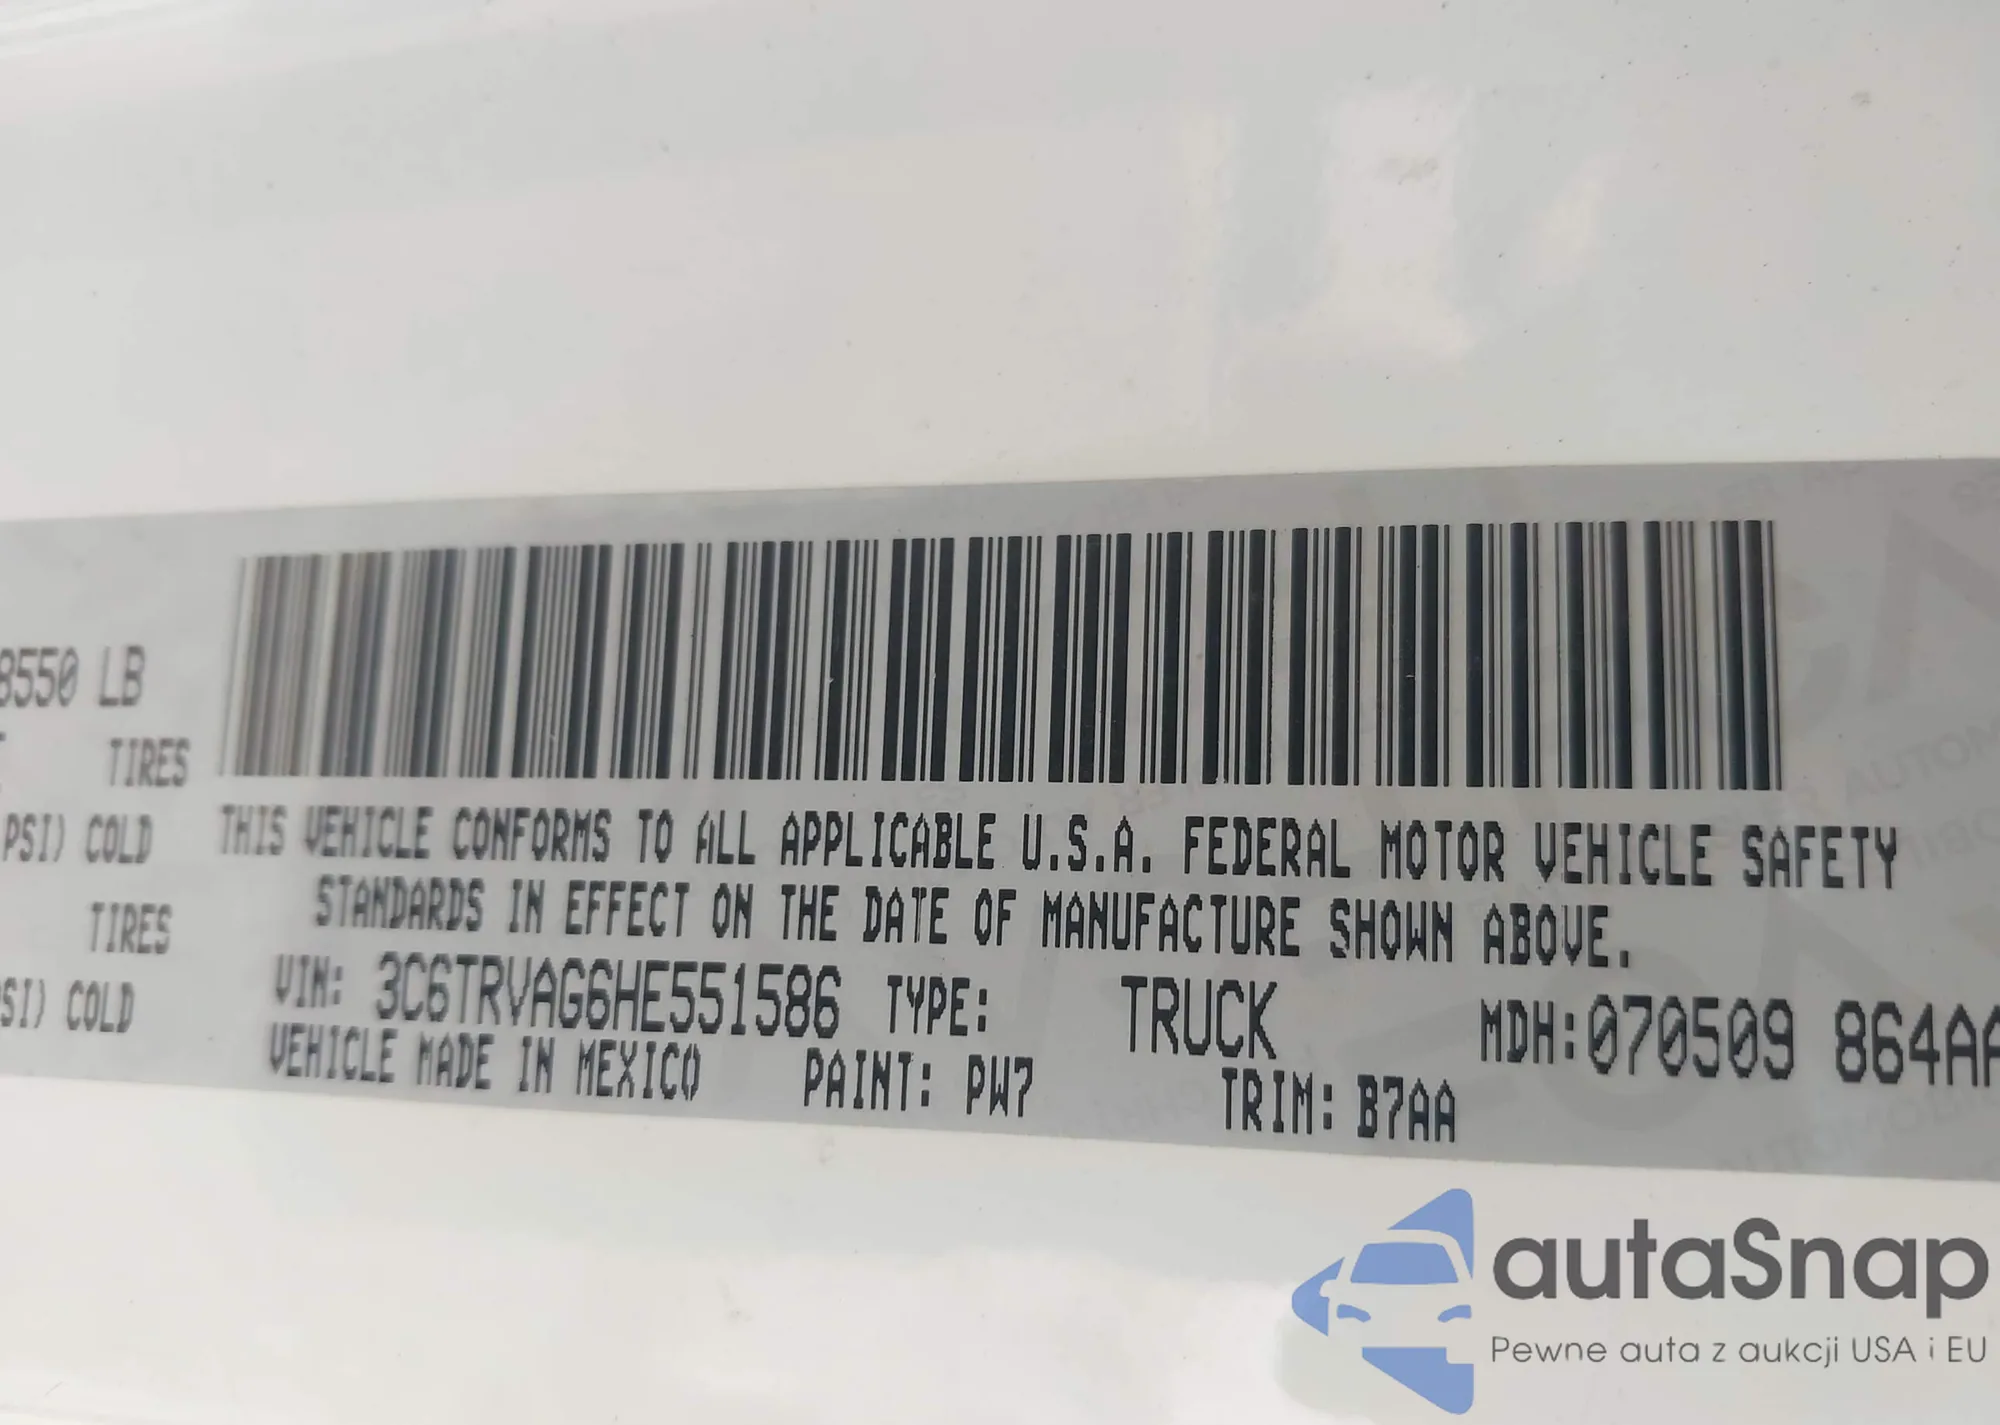 8550 LB
TIRES
PSI) COLD
TIRES
SI) COLD
THIS VEHICLE CONFORMS TO ALL APPLICABLE U.S.A. FEDERAL MOTOR VEHICLE SAFETY
STANDARDS IN EFFECT ON THE DATE OF MANUFACTURE SHOWN ABOVE.
VIN: 3C6TRVAG6HE551586 TYPE: TRUCK MDH:070509 864AA
VEHICLE MADE IN MEXICO PAINT: PW7 TRIM: B7AA
autaSnap
Pewne auta z aukcji USA i EU